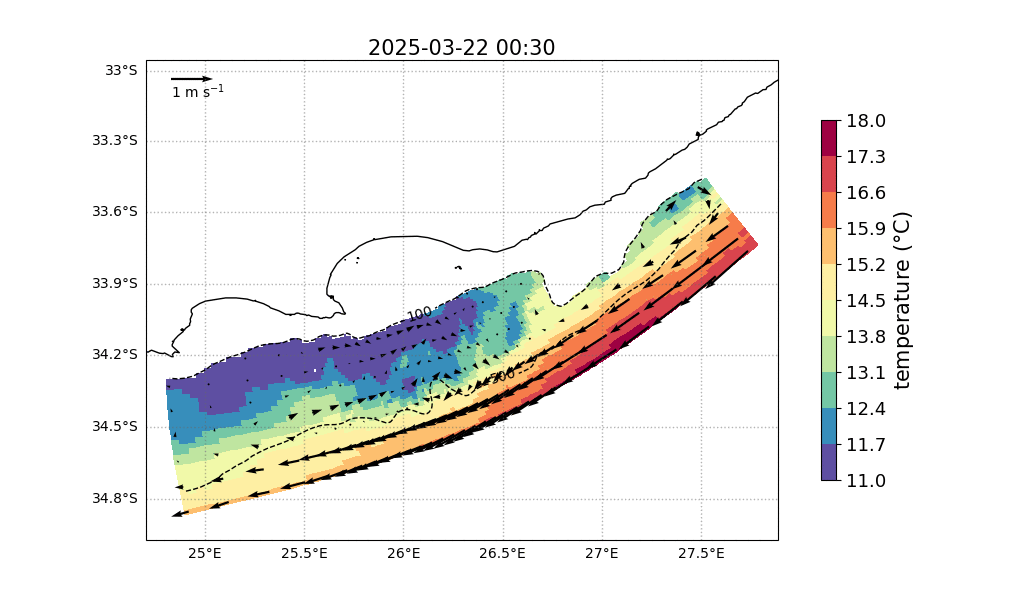 2025-03-22 00:30
1 m s⁻¹
33°S
33.3°S
33.6°S
33.9°S
34.2°S
34.5°S
34.8°S
100
500
25°E
25.5°E
26°E
26.5°E
27°E
27.5°E
18.0
17.3
16.6
15.9
15.2
14.5
13.8
13.1
12.4
11.7
11.0
temperature (°C)